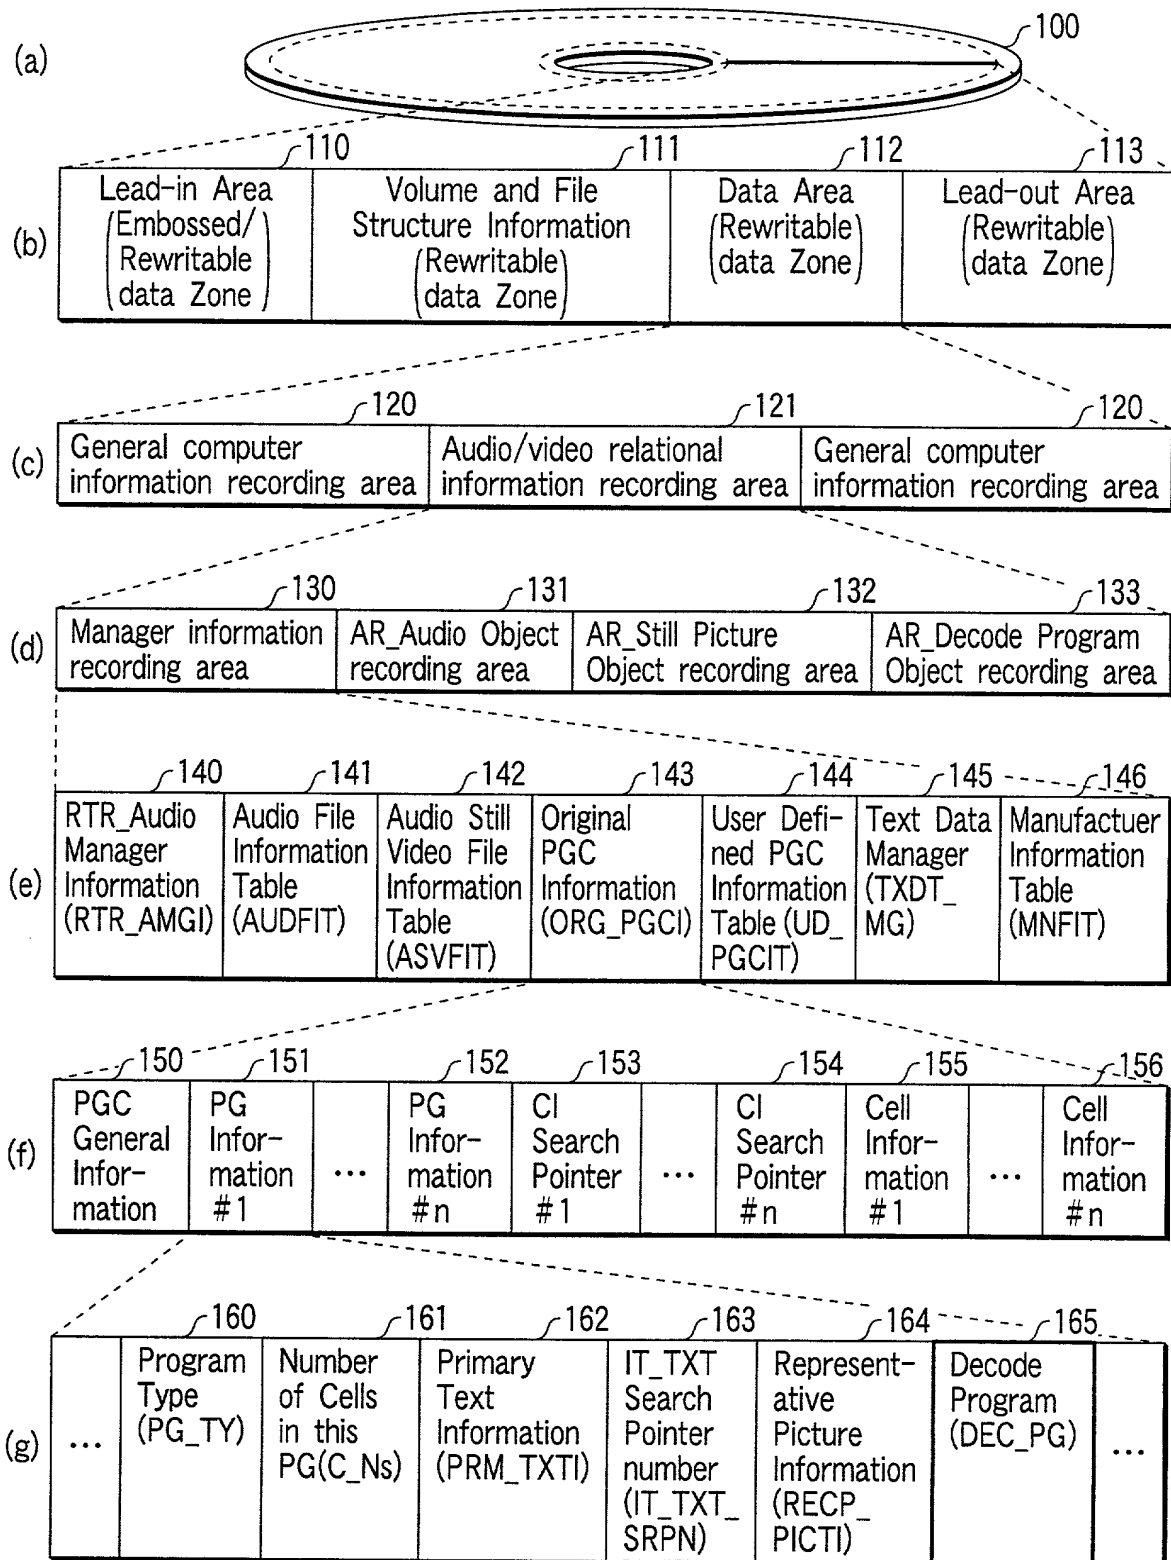 (a)
100
110
111
112
113
(b)
Lead-in Area
(Embossed/
Rewritable
data Zone)
Volume and File
Structure Information
(Rewritable)
(data Zone)
Data Area
(Rewritable)
(data Zone)
Lead-out Area
(Rewritable)
(data Zone)
120
121
120
(c)
General computer
information recording area
Audio/video relational
information recording area
General computer
information recording area
130
131
132
133
(d)
Manager information
recording area
AR_Audio Object
recording area
AR_Still Picture
Object recording area
AR_Decode Program
Object recording area
140
141
142
143
144
145
146
(e)
RTR_Audio
Manager
Information
(RTR_AMGI)
Audio File
Information
Table
(AUDFIT)
Audio Still
Video File
Information
Table
(ASVFIT)
Original
PGC
Information
(ORG_PGCI)
User Defi-
ned PGC
Information
Table (UD_
PGCIT)
Text Data
Manager
(TXDT_
MG)
Manufactuer
Information
Table
(MNFIT)
150
151
152
153
154
155
156
(f)
PGC
General
Infor-
mation
PG
Infor-
mation
#1
...
PG
Infor-
mation
#n
CI
Search
Pointer
#1
...
CI
Search
Pointer
#n
Cell
Infor-
mation
#1
...
Cell
Infor-
mation
#n
160
161
162
163
164
165
(g)
...
Program
Type
(PG_TY)
Number
of Cells
in this
PG(C_Ns)
Primary
Text
Information
(PRM_TXTI)
IT_TXT
Search
Pointer
number
(IT_TXT_
SRPN)
Represent-
ative
Picture
Information
(RECP_
PICTI)
Decode
Program
(DEC_PG)
...